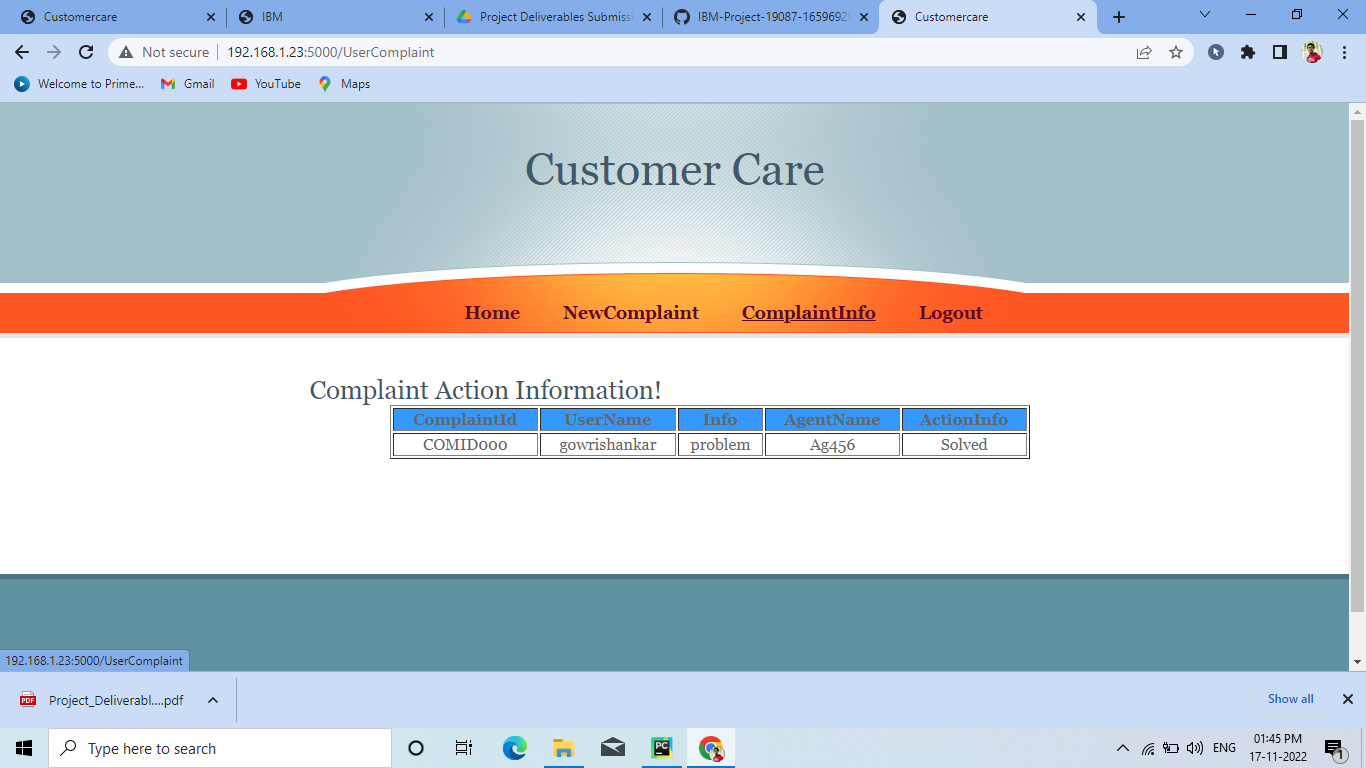 Customercare
IBM
Project Deliverables Submiss
IBM-Project-19087-1659692
Customercare
Not secure
192.168.1.23:5000/UserComplaint
Welcome to Prime...
Gmail
YouTube
Maps
Customer Care
Home NewComplaint ComplaintInfo Logout
Complaint Action Information!
ComplaintId UserName Info AgentName ActionInfo
COMID000 gowrishankar problem Ag456 Solved
192.168.1.23:5000/UserComplaint
PDF
Project_Deliverabl....pdf
Show all
Type here to search
PC
ENG
01:45 PM
17-11-2022
1